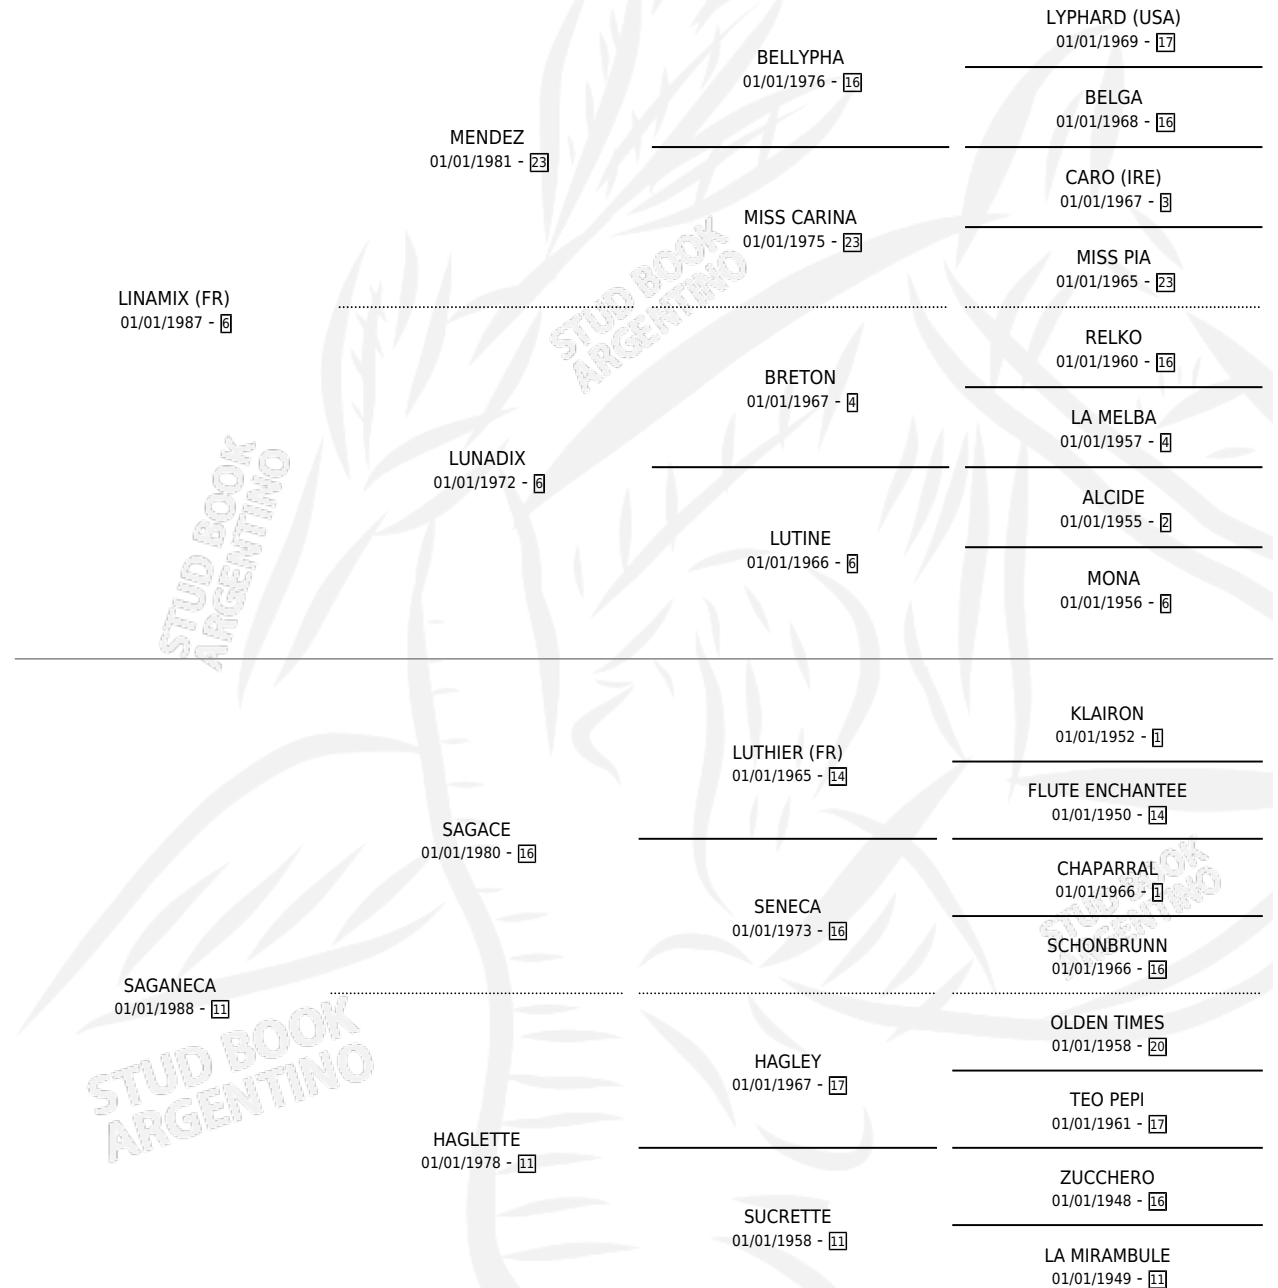 LYPHARD (USA)
01/01/1969 - 17
BELLYPHA
01/01/1976 - 16
BELGA
01/01/1968 - 16
MENDEZ
01/01/1981 - 23
CARO (IRE)
01/01/1967 - 3
MISS CARINA
01/01/1975 - 23
MISS PIA
01/01/1965 - 23
LINAMIX (FR)
01/01/1987 - 6
RELKO
01/01/1960 - 16
BRETON
01/01/1967 - 4
LA MELBA
01/01/1957 - 4
LUNADIX
01/01/1972 - 6
ALCIDE
01/01/1955 - 2
LUTINE
01/01/1966 - 6
MONA
01/01/1956 - 6
KLAIRON
01/01/1952 - 1
LUTHIER (FR)
01/01/1965 - 14
FLUTE ENCHANTEE
01/01/1950 - 14
SAGACE
01/01/1980 - 16
CHAPARRAL
01/01/1966 - 1
SENECA
01/01/1973 - 16
SCHONBRUNN
01/01/1966 - 16
SAGANECA
01/01/1988 - 11
OLDEN TIMES
01/01/1958 - 20
HAGLEY
01/01/1967 - 17
TEO PEPI
01/01/1961 - 17
HAGLETTE
01/01/1978 - 11
ZUCCHERO
01/01/1948 - 16
SUCRETTE
01/01/1958 - 11
LA MIRAMBULE
01/01/1949 - 11
STUD BOOK
ARGENTINO
STUD BOOK
ARGENTINO
STUD BOOK
ARGENTINO
STUD BOOK
ARGENTINO